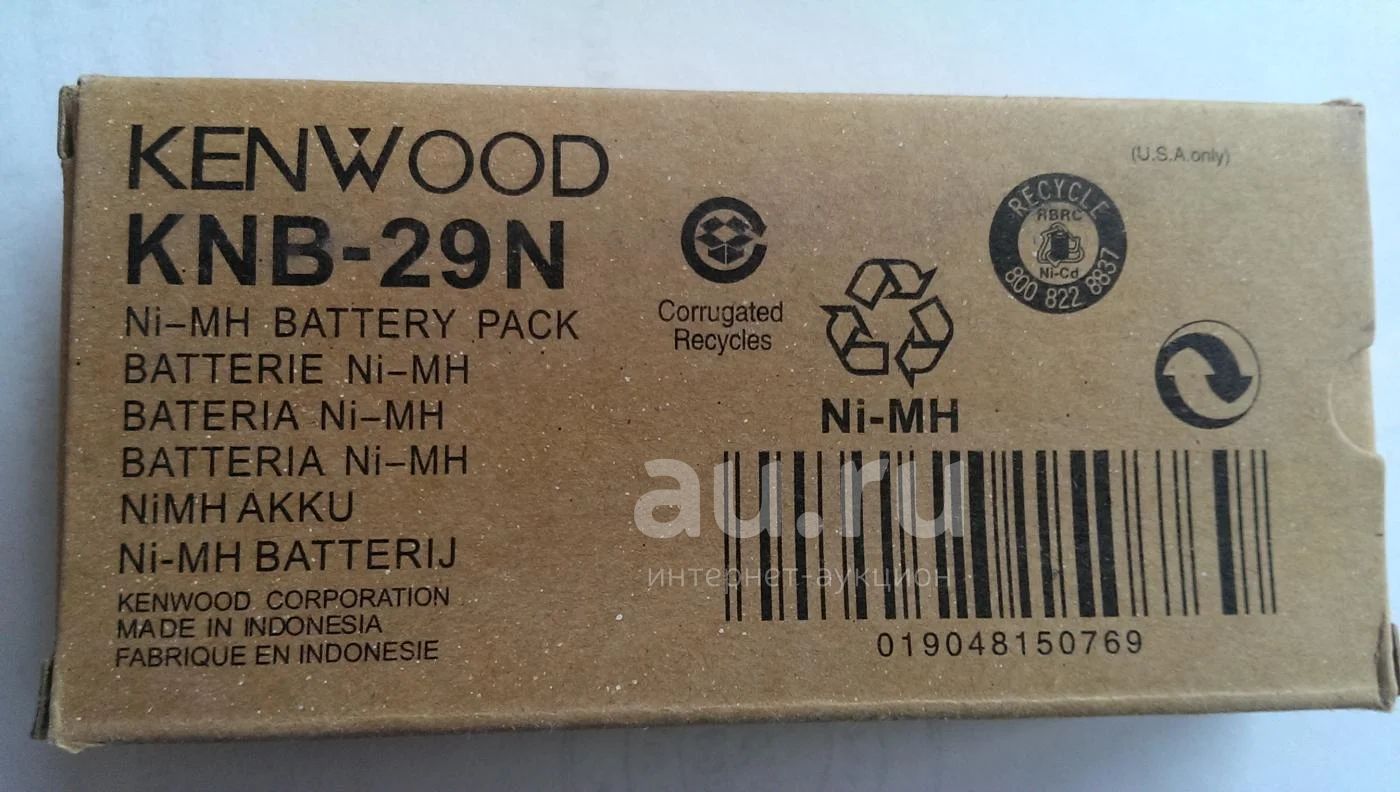 KENWOOD
KNB-29N
Ni-MH BATTERY PACK
BATTERIE Ni-MH
BATERIA Ni-MH
BATTERIA Ni-MH
NiMH AKKU
Ni-MH BATTERIJ
KENWOOD CORPORATION
MADE IN INDONESIA
FABRIQUE EN INDONESIE
Corrugated
Recycles
Ni-MH
(U.S.A.only)
RECYCLE
RBRC
Ni-Cd
800 822 8837
au.ru
интернет-аукцион
019048150769